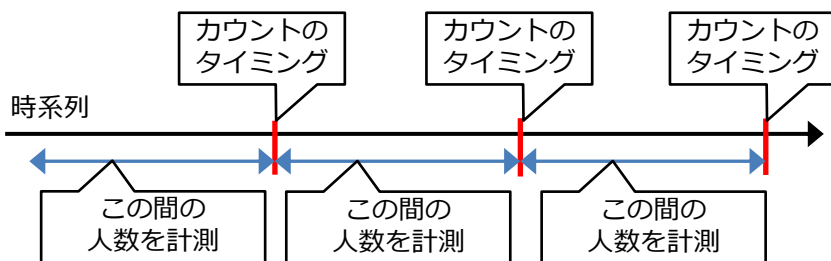 カウントの
タイミング
カウントの
タイミング
カウントの
タイミング
時系列
この間の
人数を計測
この間の
人数を計測
この間の
人数を計測